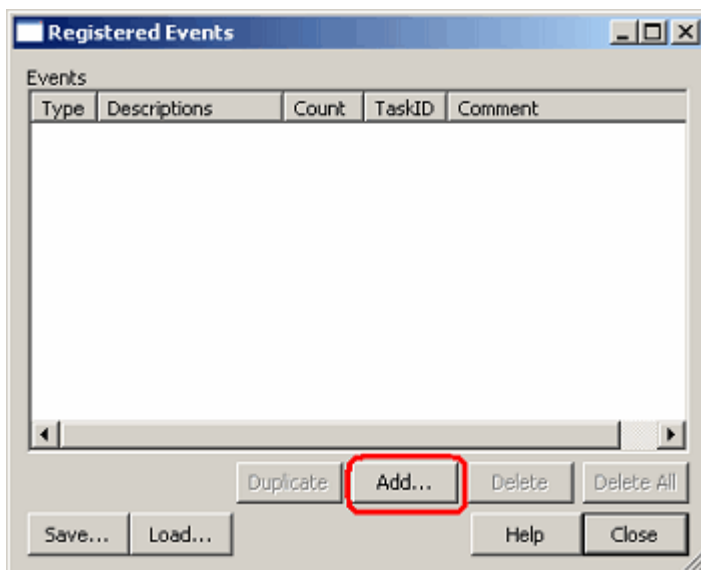 Registered Events
Events
Type Descriptions Count TaskID Comment
Duplicate Add... Delete Delete All
Save... Load... Help Close